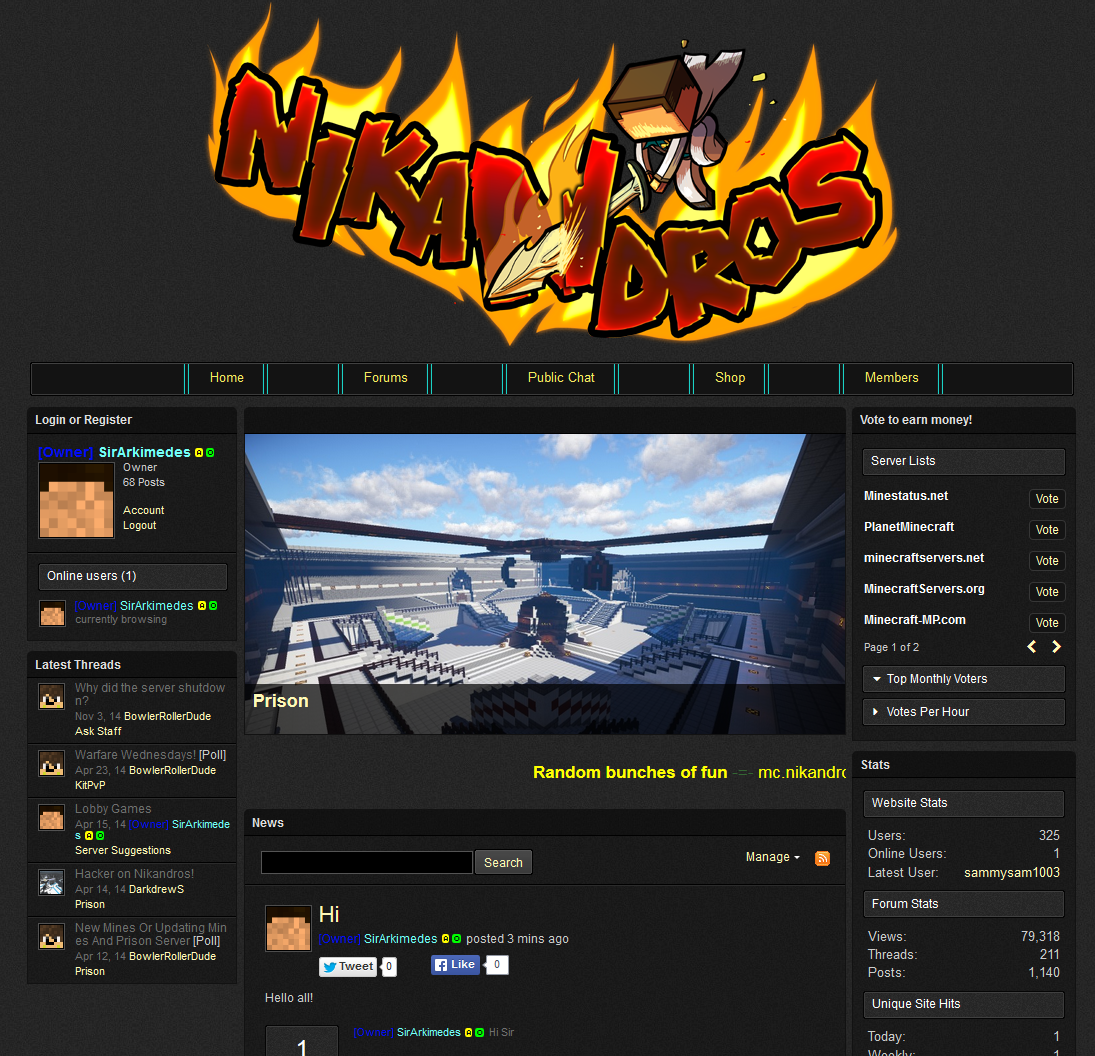 NIKANDROS
Home
Forums
Public Chat
Shop
Members
Login or Register
[Owner] SirArkimedes A O
Owner
68 Posts
Account
Logout
Online users (1)
[Owner] SirArkimedes A O
currently browsing
Latest Threads
Why did the server shutdow
n?
Nov 3, 14 BowlerRollerDude
Ask Staff
Warfare Wednesdays! [Poll]
Apr 23, 14 BowlerRollerDude
KitPvP
Lobby Games
Apr 15, 14 [Owner] SirArkimede
s A O
Server Suggestions
Hacker on Nikandros!
Apr 14, 14 DarkdrewS
Prison
New Mines Or Updating Min
es And Prison Server [Poll]
Apr 12, 14 BowlerRollerDude
Prison
Prison
Random bunches of fun -=- mc.nikandro
News
Search
Manage
Hi
[Owner] SirArkimedes A O posted 3 mins ago
Tweet 0
Like 0
Hello all!
1
[Owner] SirArkimedes A O Hi Sir
Vote to earn money!
Server Lists
Minestatus.net Vote
PlanetMinecraft Vote
minecraftservers.net Vote
MinecraftServers.org Vote
Minecraft-MP.com Vote
Page 1 of 2
Top Monthly Voters
Votes Per Hour
Stats
Website Stats
Users: 325
Online Users: 1
Latest User: sammysam1003
Forum Stats
Views: 79,318
Threads: 211
Posts: 1,140
Unique Site Hits
Today: 1
Weekly: 1